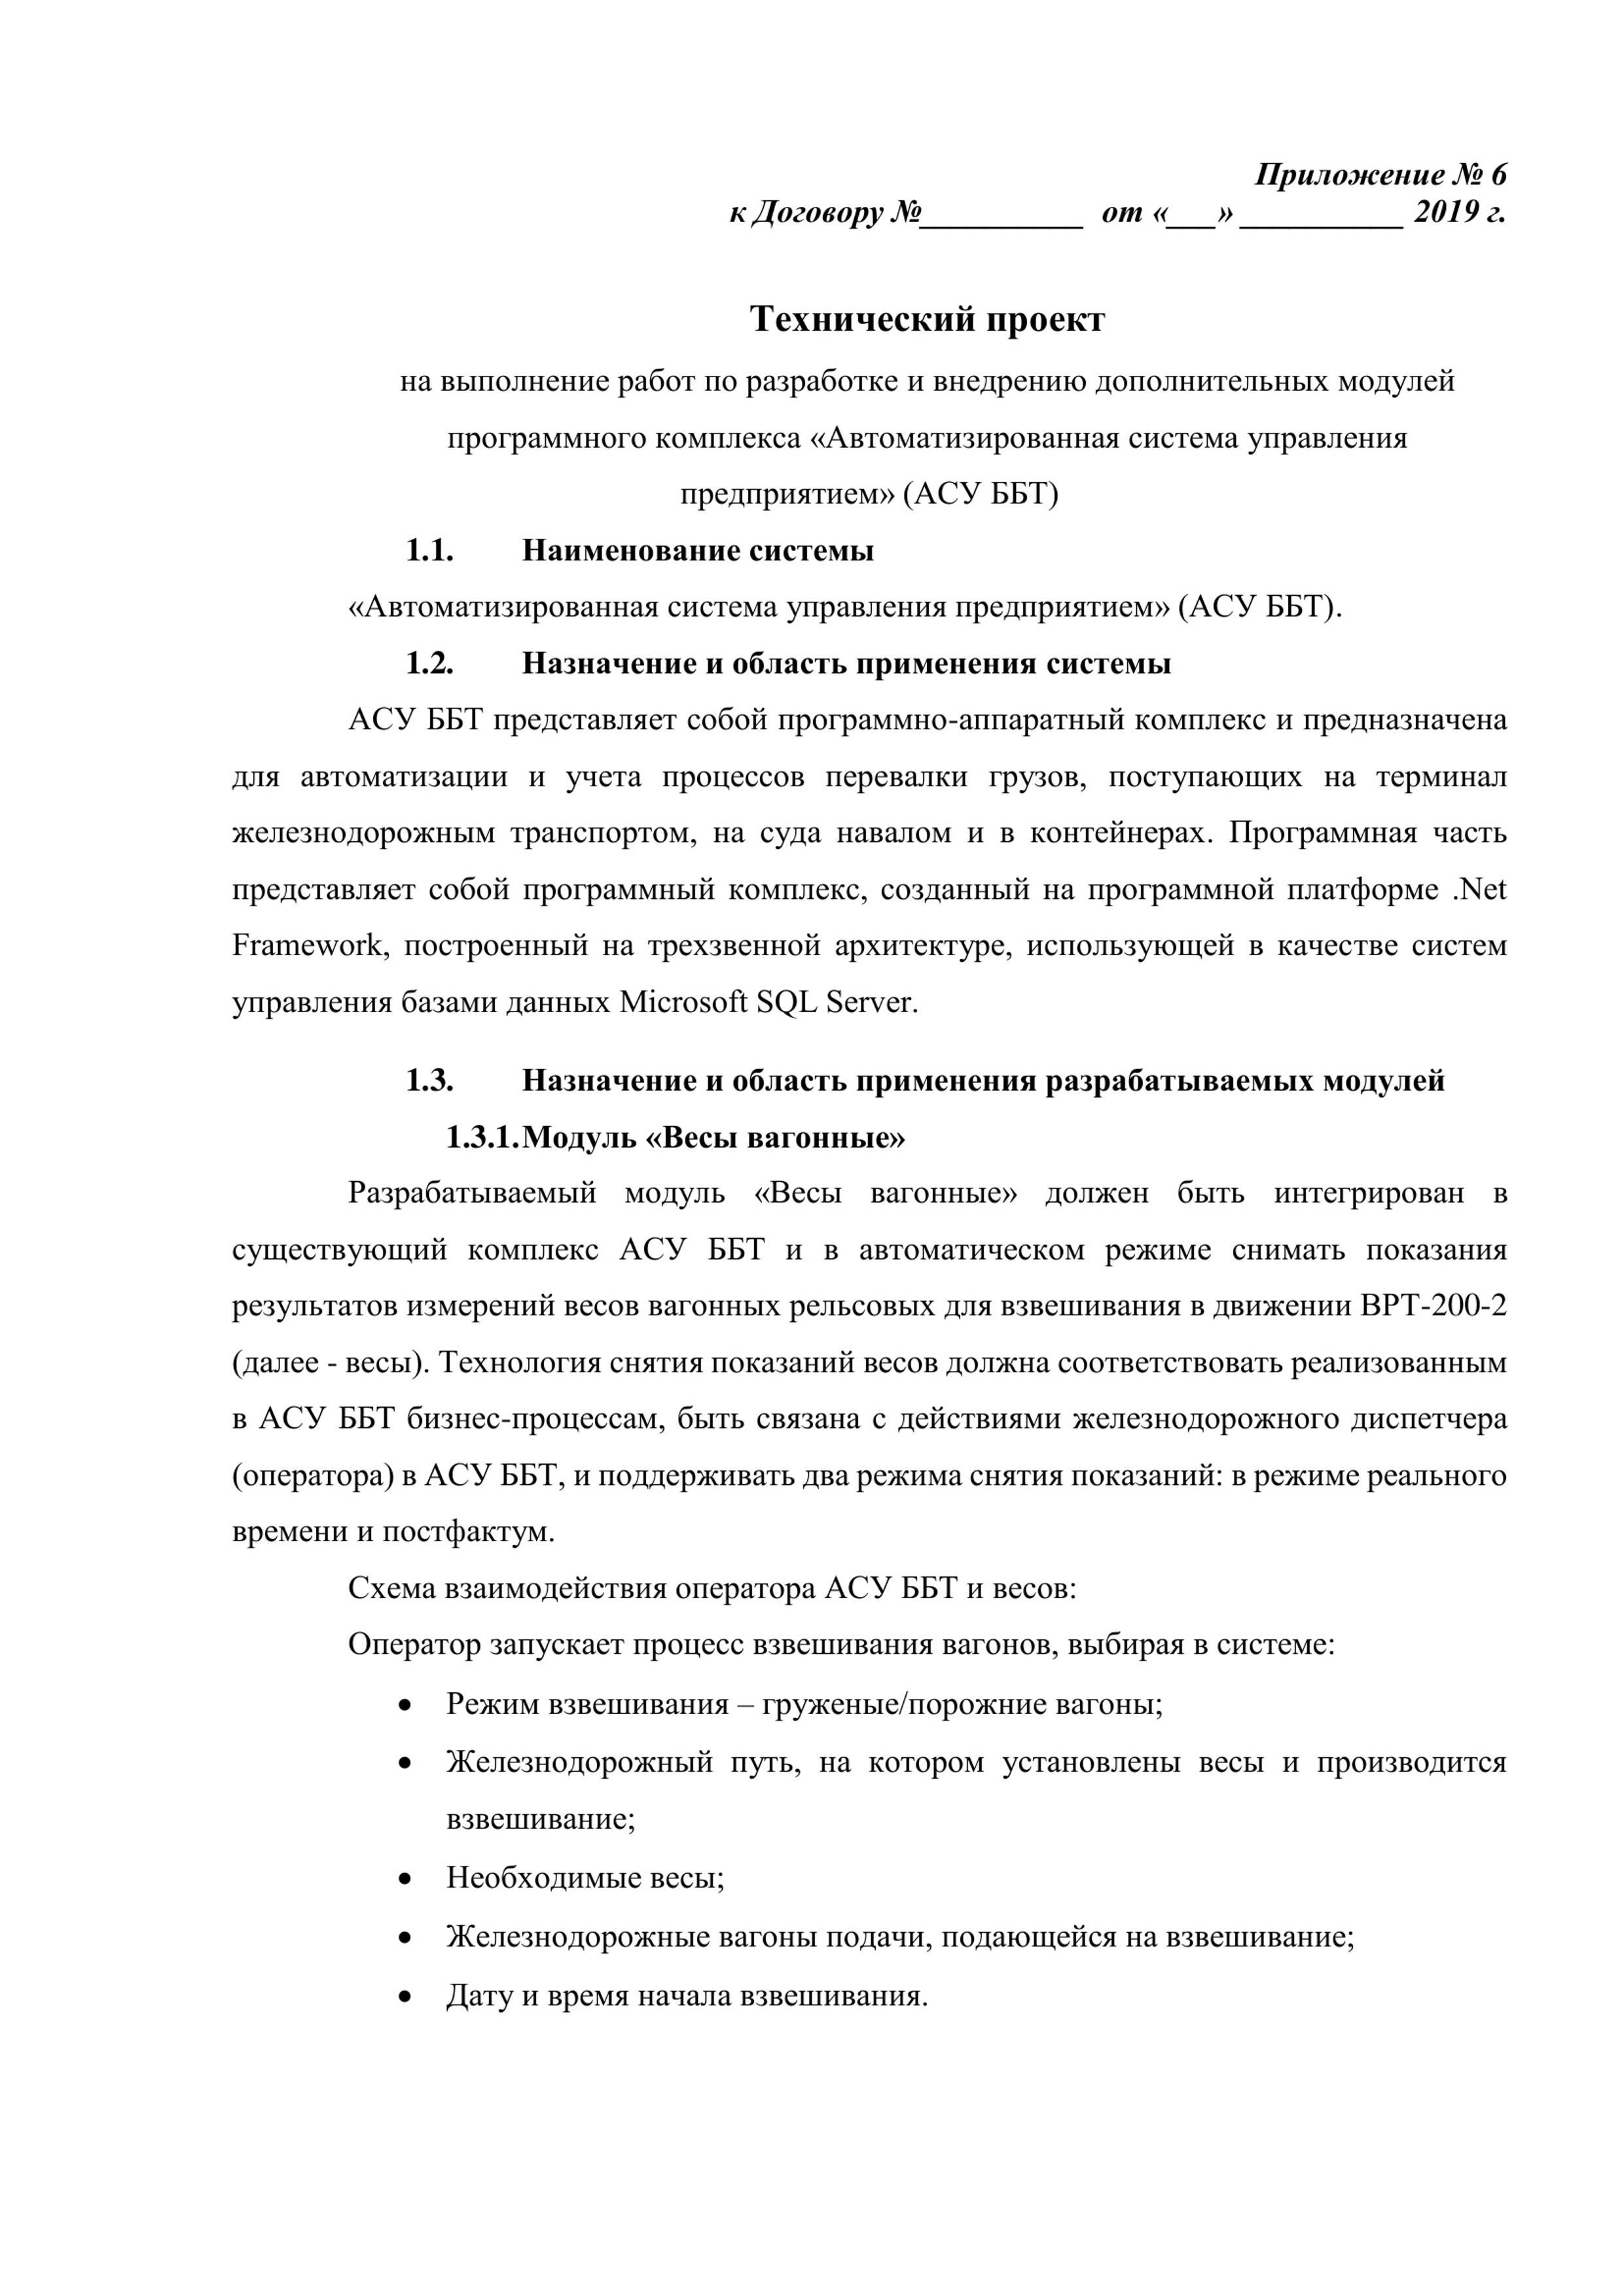 Приложение № 6
к Договору №__________ от «___» __________ 2019 г.
Технический проект
на выполнение работ по разработке и внедрению дополнительных модулей
программного комплекса «Автоматизированная система управления
предприятием» (АСУ ББТ)
1.1. Наименование системы
«Автоматизированная система управления предприятием» (АСУ ББТ).
1.2. Назначение и область применения системы
АСУ ББТ представляет собой программно-аппаратный комплекс и предназначена
для автоматизации и учета процессов перевалки грузов, поступающих на терминал
железнодорожным транспортом, на суда навалом и в контейнерах. Программная часть
представляет собой программный комплекс, созданный на программной платформе .Net
Framework, построенный на трехзвенной архитектуре, использующей в качестве систем
управления базами данных Microsoft SQL Server.
1.3. Назначение и область применения разрабатываемых модулей
1.3.1. Модуль «Весы вагонные»
Разрабатываемый модуль «Весы вагонные» должен быть интегрирован в
существующий комплекс АСУ ББТ и в автоматическом режиме снимать показания
результатов измерений весов вагонных рельсовых для взвешивания в движении ВРТ-200-2
(далее - весы). Технология снятия показаний весов должна соответствовать реализованным
в АСУ ББТ бизнес-процессам, быть связана с действиями железнодорожного диспетчера
(оператора) в АСУ ББТ, и поддерживать два режима снятия показаний: в режиме реального
времени и постфактум.
Схема взаимодействия оператора АСУ ББТ и весов:
Оператор запускает процесс взвешивания вагонов, выбирая в системе:
• Режим взвешивания – груженые/порожние вагоны;
• Железнодорожный путь, на котором установлены весы и производится
взвешивание;
• Необходимые весы;
• Железнодорожные вагоны подачи, подающейся на взвешивание;
• Дату и время начала взвешивания.